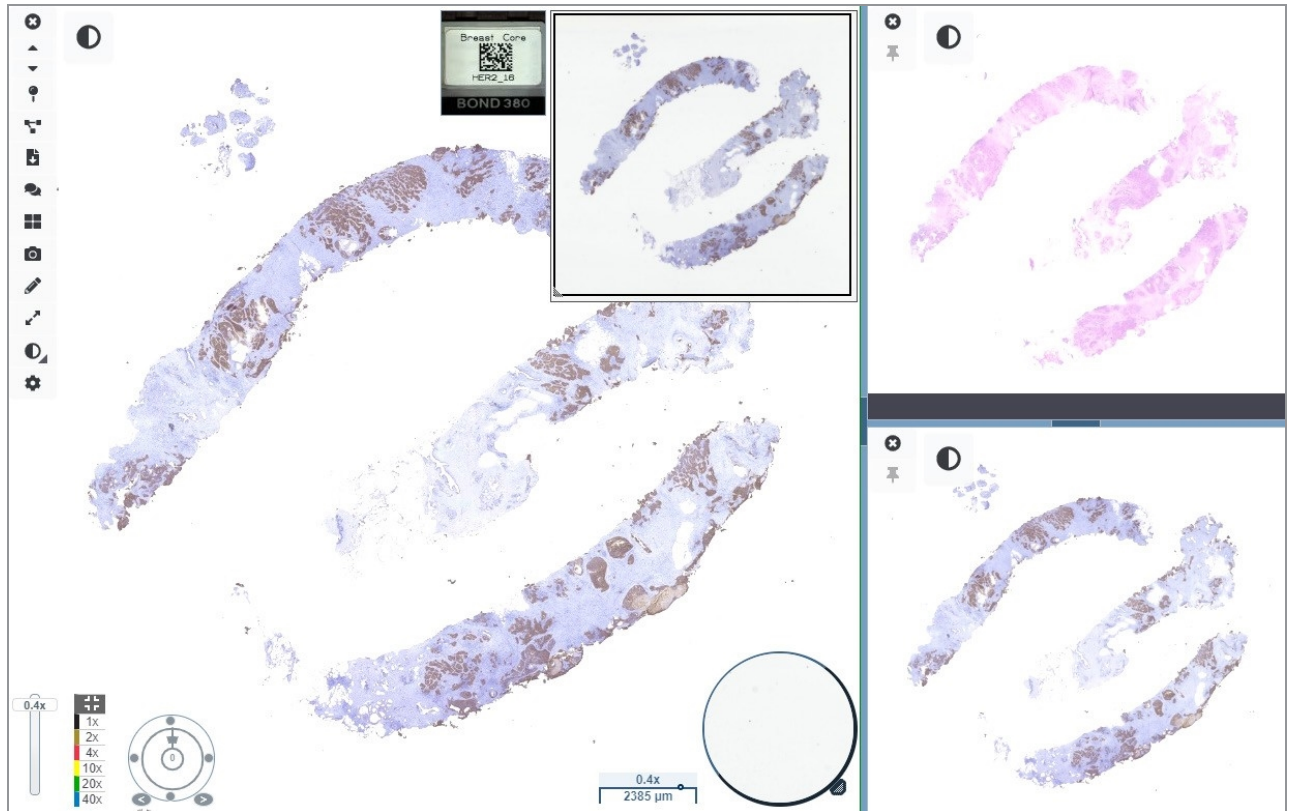 Breast Core
HER2_16
BOND 380
0.4x
1x
2x
4x
10x
20x
40x
0
0.4x
2385 µm